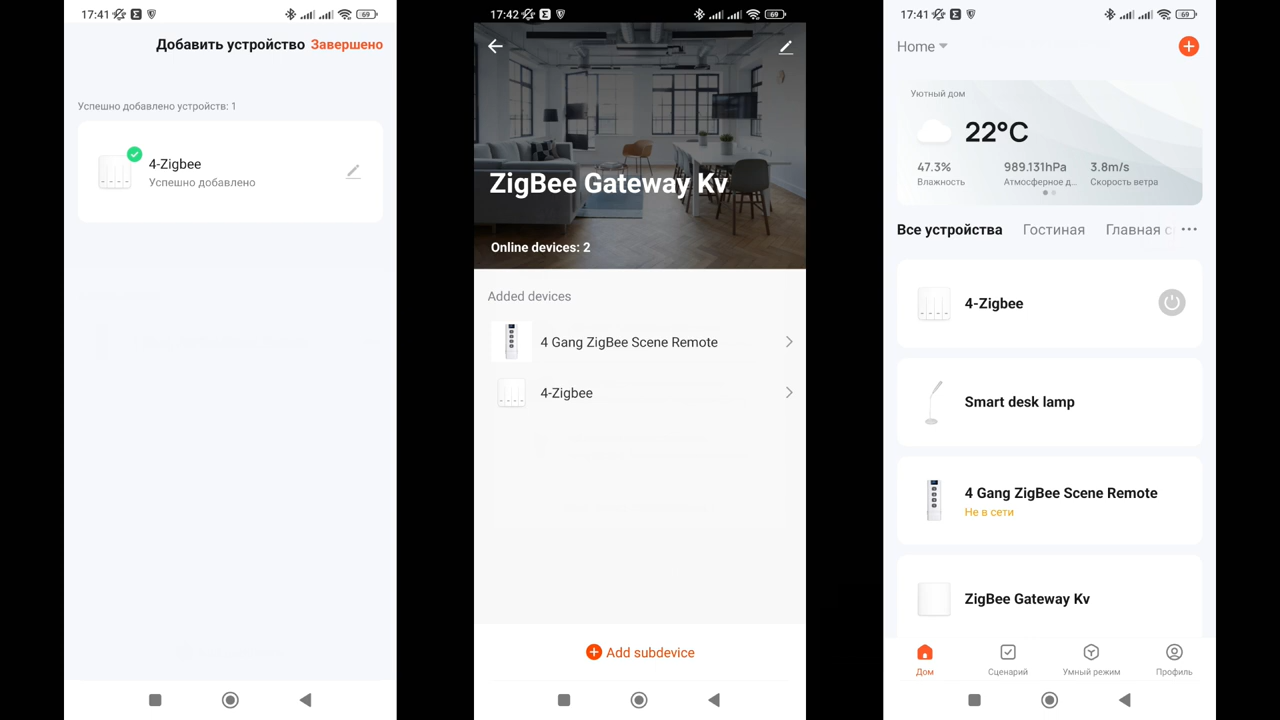 17:41
69
Добавить устройство Завершено
Успешно добавлено устройств: 1
4-Zigbee
Успешно добавлено
17:42
69
ZigBee Gateway Kv
Online devices: 2
Added devices
4 Gang ZigBee Scene Remote
4-Zigbee
Add subdevice
17:41
69
Home
Уютный дом
22°C
47.3% 989.131hPa 3.8m/s
Влажность Атмосферное д... Скорость ветра
Все устройства Гостиная Главная с
4-Zigbee
Smart desk lamp
4 Gang ZigBee Scene Remote
Не в сети
ZigBee Gateway Kv
Дом Сценарий Умный режим Профиль